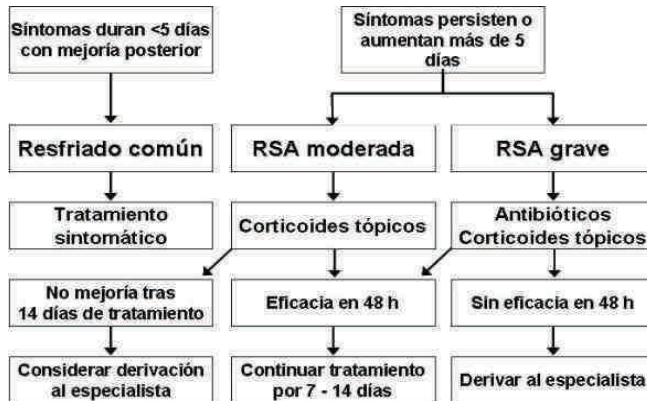 Síntomas duran <5 días
con mejoría posterior
Síntomas persisten o
aumentan más de 5
días
Resfriado común
RSA moderada
RSA grave
Tratamiento
sintomático
Corticoides tópicos
Antibióticos
Corticoides tópicos
No mejoría tras
14 días de tratamiento
Eficacia en 48 h
Sin eficacia en 48 h
Considerar derivación
al especialista
Continuar tratamiento
por 7 - 14 días
Derivar al especialista